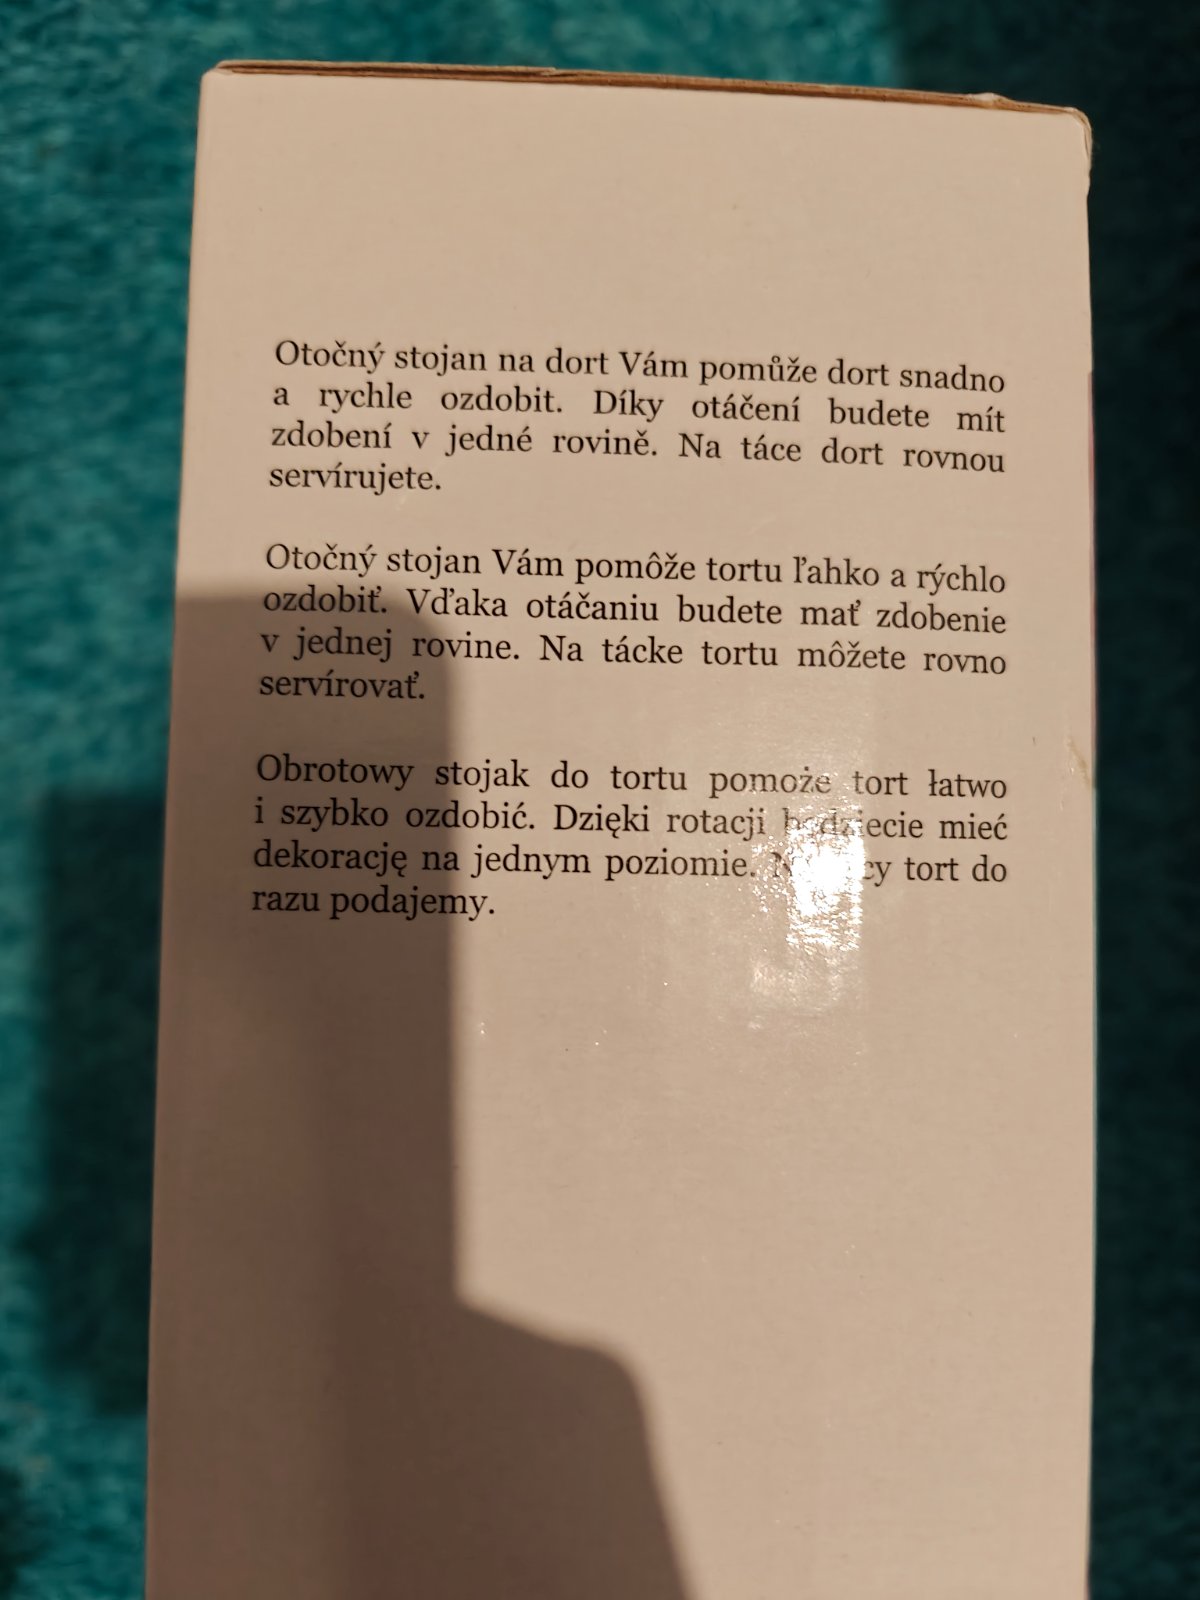 Otočný stojan na dort Vám pomůže dort snadno
a rychle ozdobit. Díky otáčení budete mít
zdobení v jedné rovině. Na táce dort rovnou
servírujete.
Otočný stojan Vám pomôže tortu ľahko a rýchlo
ozdobiť. Vďaka otáčaniu budete mať zdobenie
v jednej rovine. Na tácke tortu môžete rovno
servírovať.
Obrotowy stojak do tortu pomoże tort łatwo
i szybko ozdobić. Dzięki rotacji będziecie mieć
dekorację na jednym poziomie. tort do
razu podajemy.